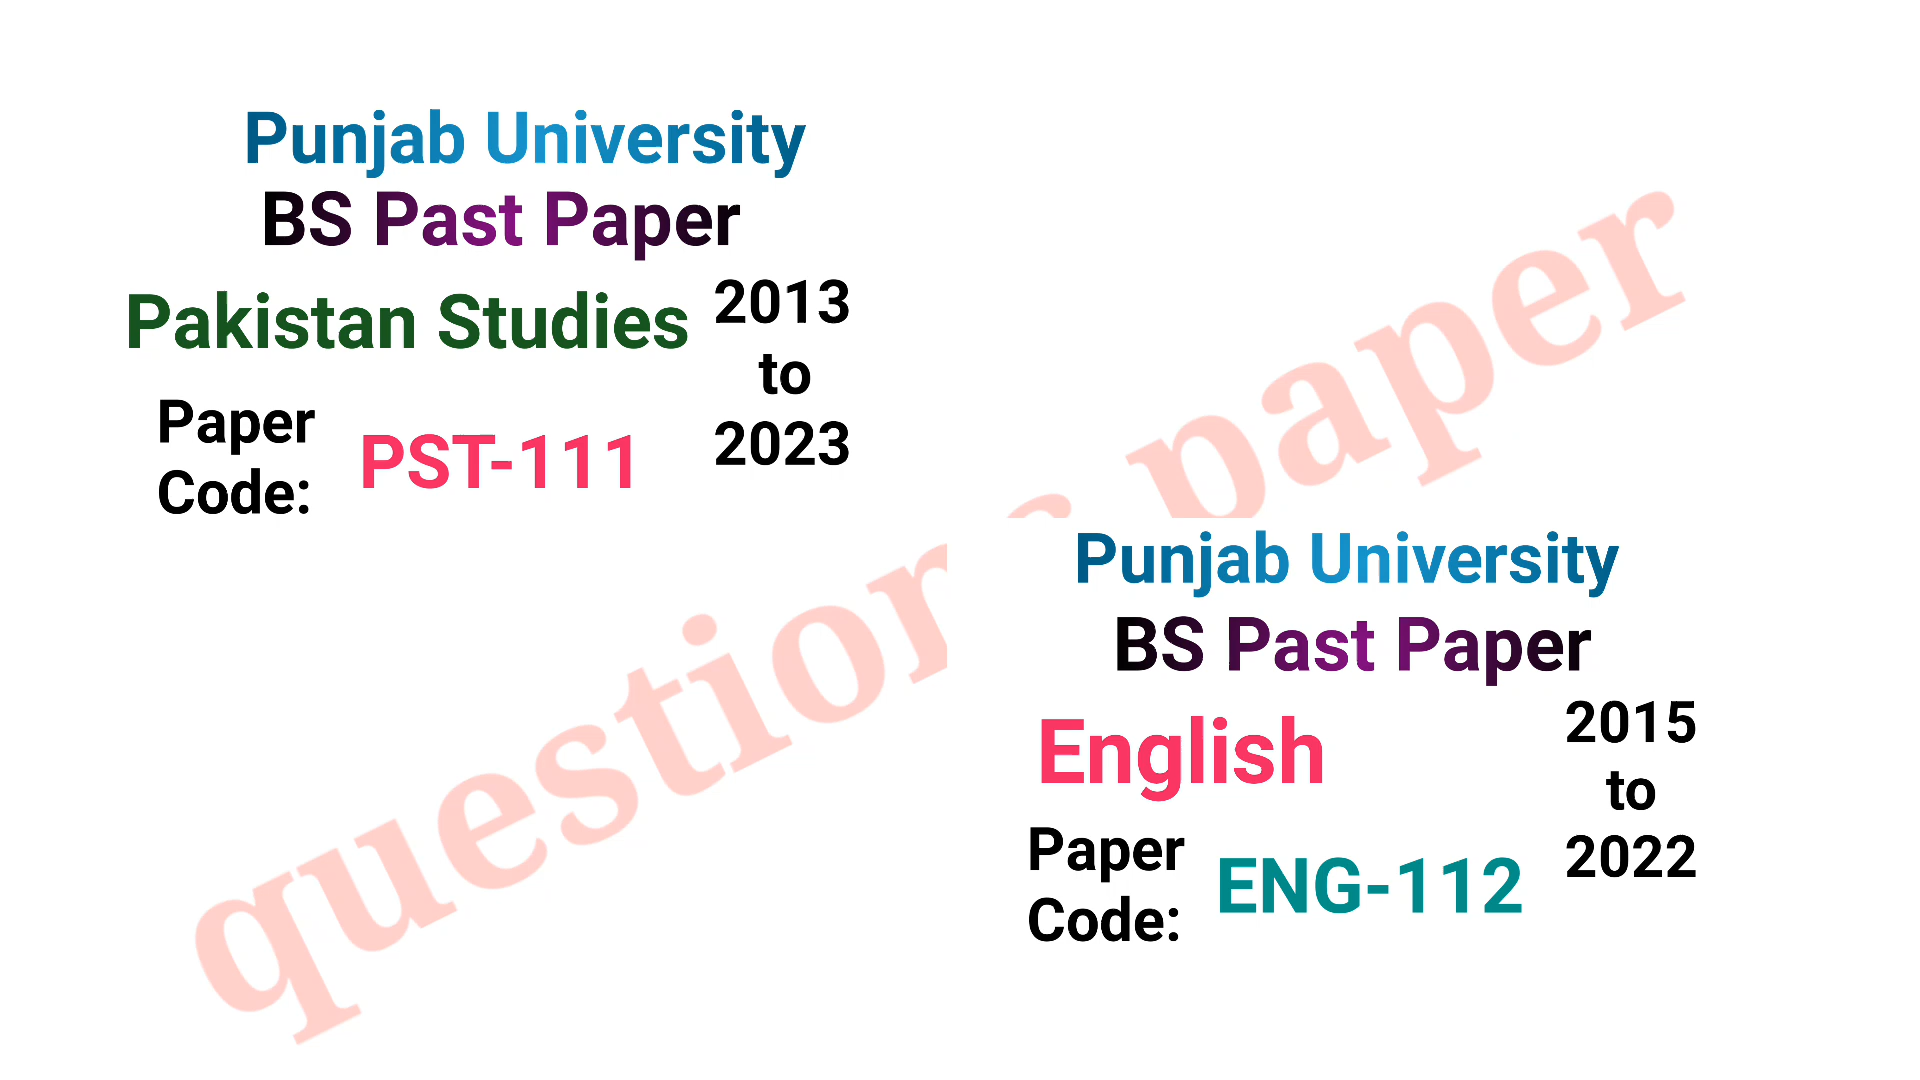 Punjab University
BS Past Paper
Pakistan Studies
2013
to
2023
Paper
Code:
PST-111
question paper
Punjab University
BS Past Paper
English
2015
to
2022
Paper
Code:
ENG-112